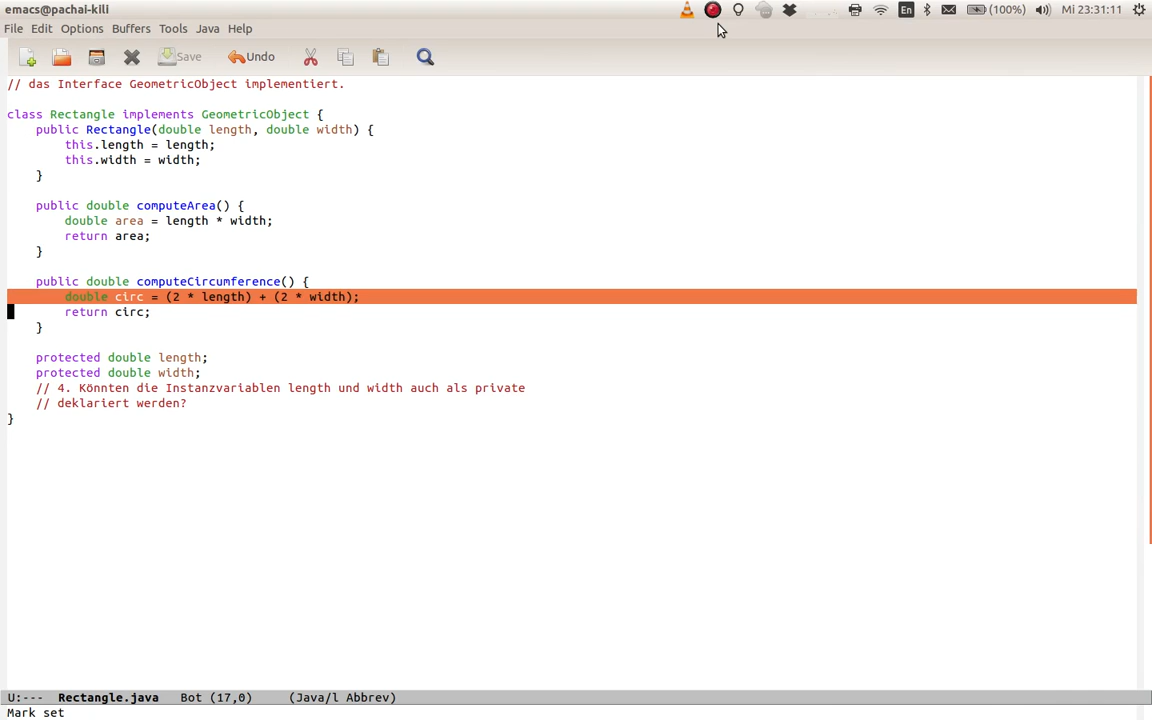 emacs@pachai-kili
En
(100%)
Mi 23:31:11
File Edit Options Buffers Tools Java Help
Save
Undo
// das Interface GeometricObject implementiert.
class Rectangle implements GeometricObject {
public Rectangle(double length, double width) {
this.length = length;
this.width = width;
}
public double computeArea() {
double area = length * width;
return area;
}
public double computeCircumference() {
double circ = (2 * length) + (2 * width);
return circ;
}
protected double length;
protected double width;
// 4. Könnten die Instanzvariablen length und width auch als private
// deklariert werden?
}
U:--- Rectangle.java Bot (17,0) (Java/l Abbrev)
Mark set